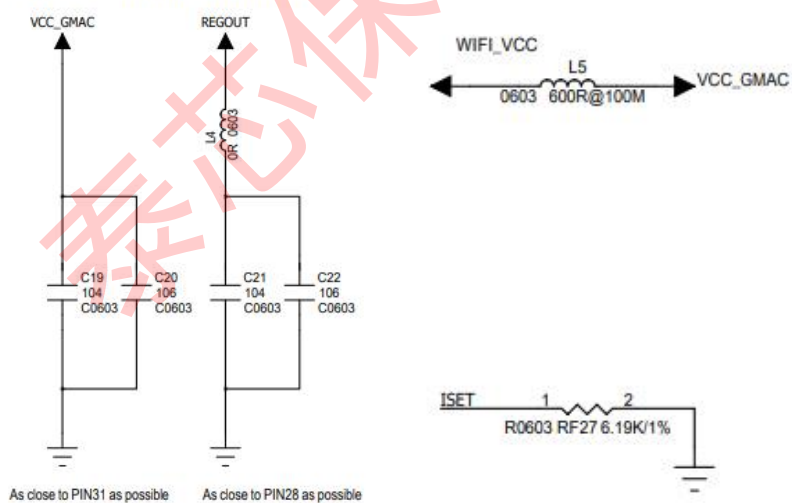 VCC_GMAC
REGOUT
L4
0R 0603
C19
104
C0603
C20
106
C0603
C21
104
C0603
C22
106
C0603
As close to PIN31 as possible
As close to PIN28 as possible
WIFI_VCC
L5
VCC_GMAC
0603 600R@100M
ISET
1
2
R0603 RF27 6.19K/1%
泰芯保